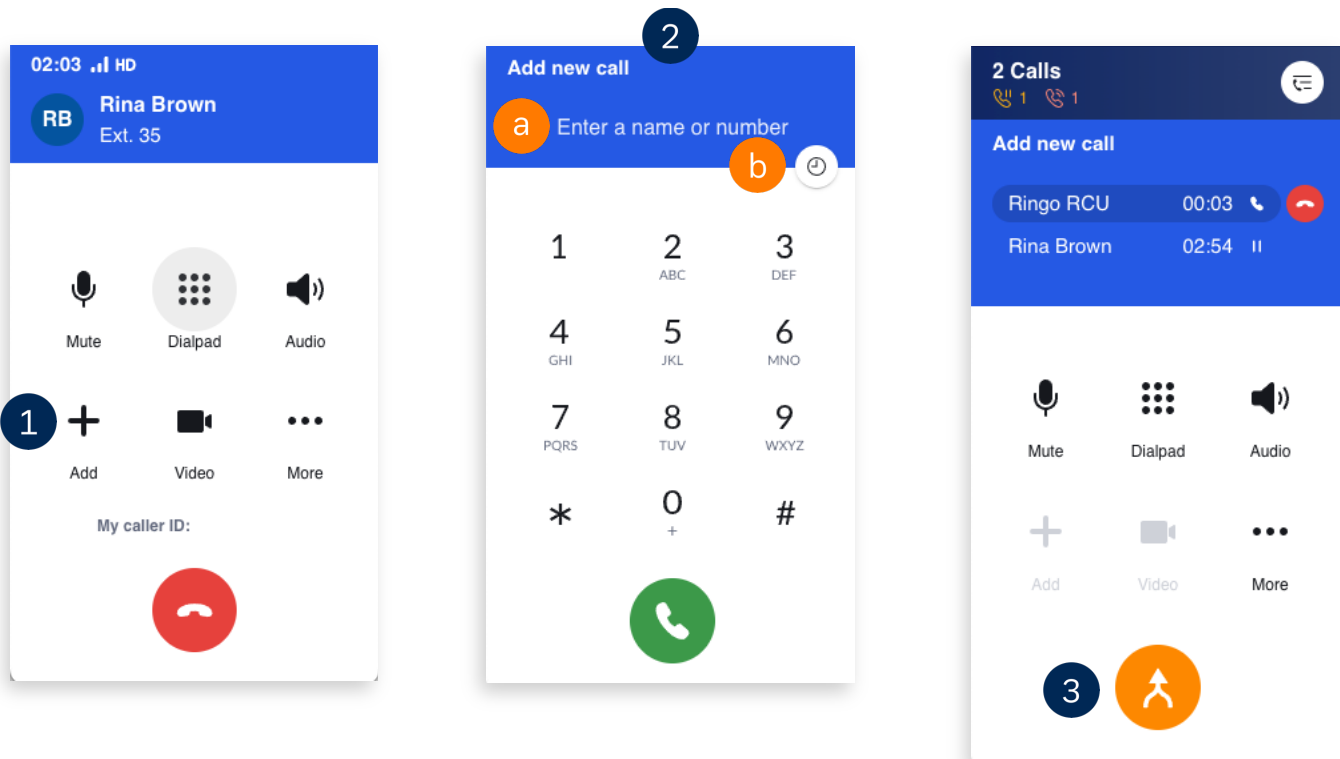 02:03 HD
RB
Rina Brown
Ext. 35
Mute Dialpad Audio
1
Add Video More
My caller ID:
2
Add new call
a Enter a name or number
b
1 2 3
ABC DEF
4 5 6
GHI JKL MNO
7 8 9
PQRS TUV WXYZ
* 0 #
+
2 Calls
1 1
Add new call
Ringo RCU 00:03
Rina Brown 02:54
Mute Dialpad Audio
Add Video More
3